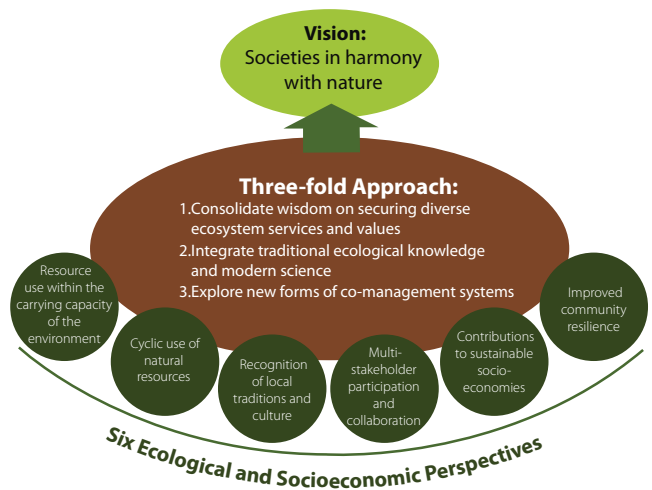 Vision:
Societies in harmony
with nature
Three-fold Approach:
1.Consolidate wisdom on securing diverse
ecosystem services and values
2.Integrate traditional ecological knowledge
and modern science
3.Explore new forms of co-management systems
Resource
use within the
carrying capacity
of the
environment
Cyclic use of
natural
resources
Recognition
of local
traditions and
culture
Multi-
stakeholder
participation
and
collaboration
Contributions
to sustainable
socio-
economies
Improved
community
resilience
Six Ecological and Socioeconomic Perspectives